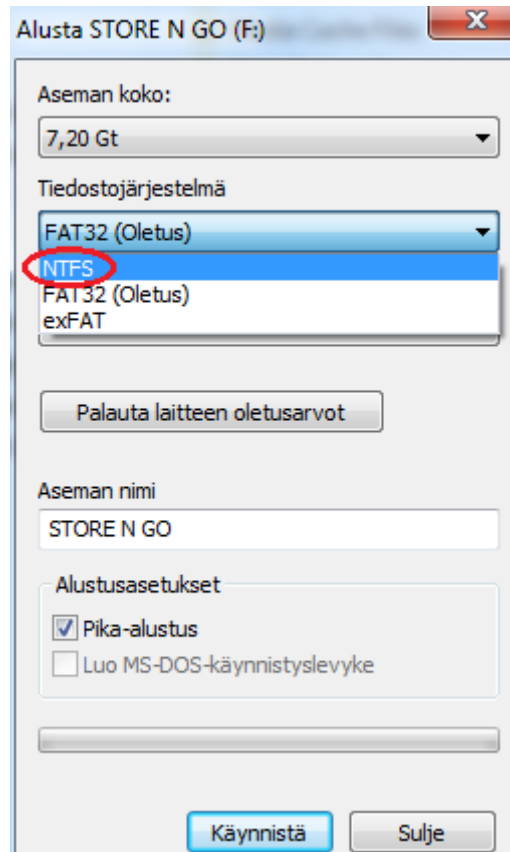 Alusta STORE N GO (F:)
Aseman koko:
7,20 Gt
Tiedostojärjestelmä
FAT32 (Oletus)
NTFS
FAT32 (Oletus)
exFAT
Palauta laitteen oletusarvot
Aseman nimi
STORE N GO
Alustusasetukset
Pika-alustus
Luo MS-DOS-käynnistyslevyke
Käynnistä
Sulje